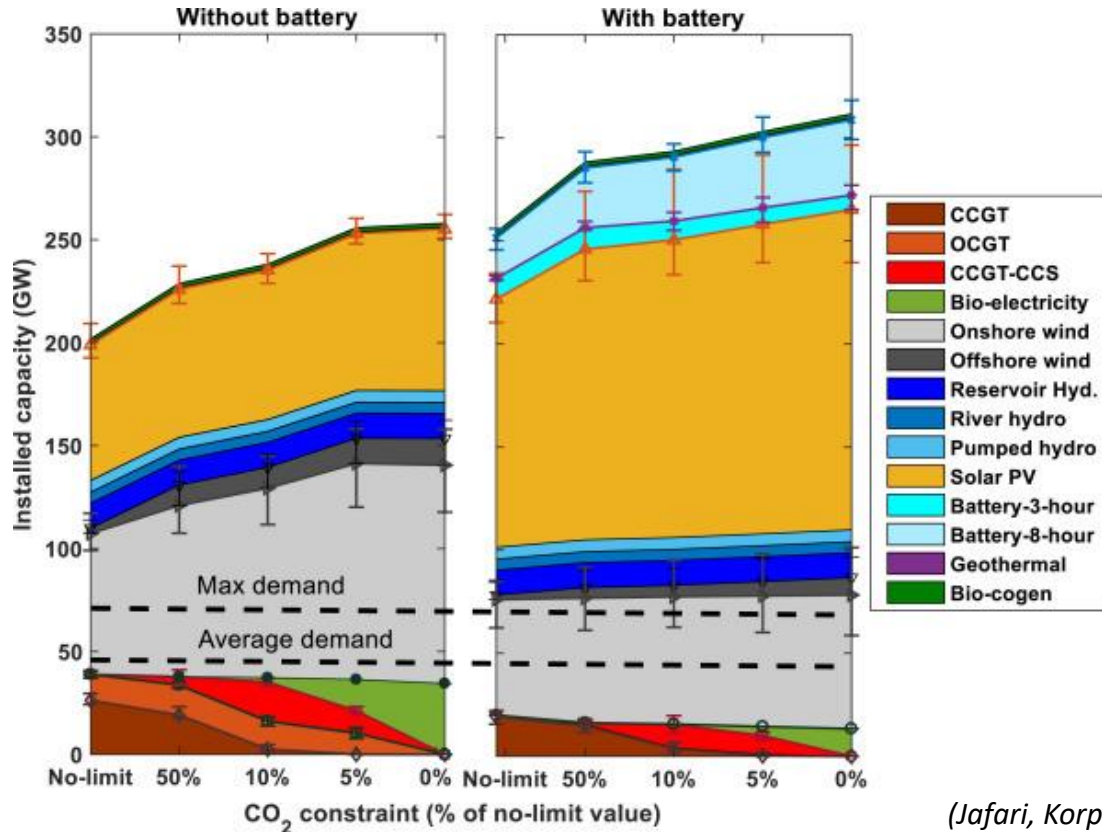 Without battery
With battery
350
300
250
200
150
100
50
0
Installed capacity (GW)
Max demand
Average demand
No-limit 50% 10% 5% 0%
No-limit 50% 10% 5% 0%
CO₂ constraint (% of no-limit value)
CCGT
OCGT
CCGT-CCS
Bio-electricity
Onshore wind
Offshore wind
Reservoir Hyd.
River hydro
Pumped hydro
Solar PV
Battery-3-hour
Battery-8-hour
Geothermal
Bio-cogen
(Jafari, Korp